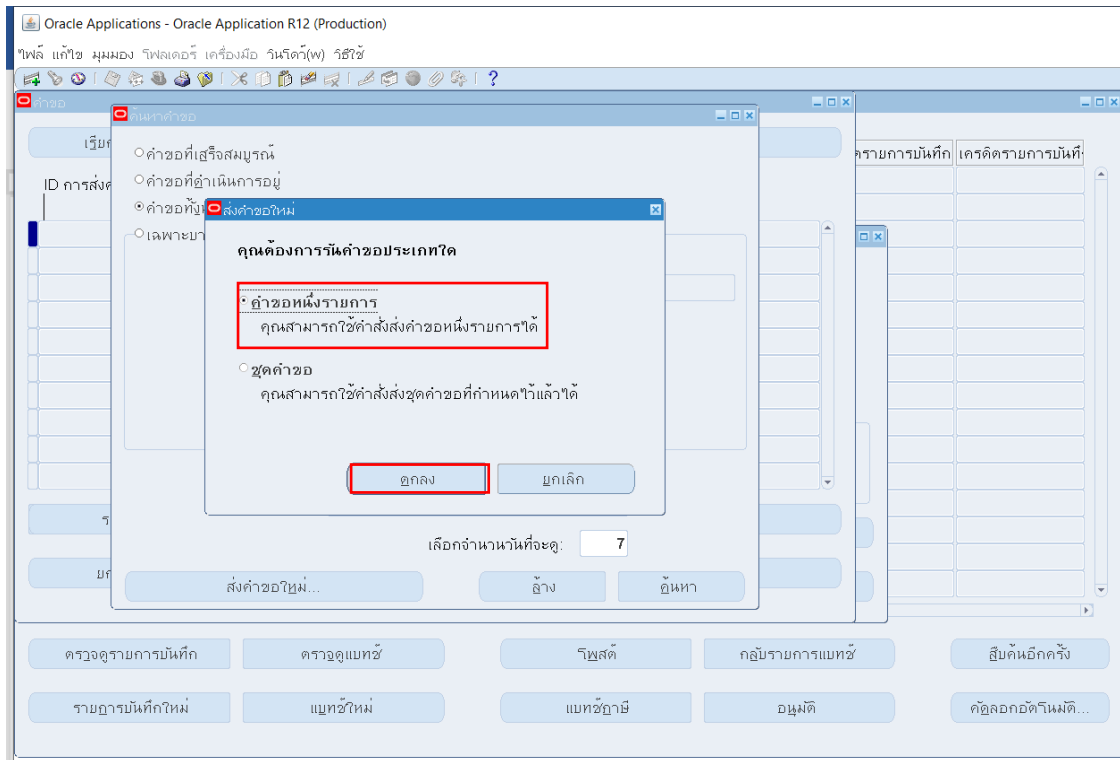 Oracle Applications - Oracle Application R12 (Production)
ไฟล์ แก้ไข มุมมอง โฟลเดอร์ เครื่องมือ วินโดว์(w) วิธีใช้
คำขอ
ค้นหาคำขอ
คำขอที่เสร็จสมบูรณ์
ID การส่งค
คำขอที่ดำเนินการอยู่
คำขอทั้ง
เฉพาะบา
รายการบันทึก เครดิตรายการบันทึ
ส่งคำขอใหม่
คุณต้องการรันคำขอประเภทใด
คำขอหนึ่งรายการ
คุณสามารถใช้คำสั่งส่งคำขอหนึ่งรายการได้
ชุดคำขอ
คุณสามารถใช้คำสั่งส่งชุดคำขอที่กำหนดไว้แล้วได้
ตกลง ยกเลิก
เลือกจำนวนวันที่จะดู: 7
ส่งคำขอใหม่... ล้าง ค้นหา
ตรวจดูรายการบันทึก ตรวจดูแบทช์ โพสต์ กลับรายการแบทช์ สืบค้นอีกครั้ง
รายการบันทึกใหม่ แบทช์ใหม่ แบทช์ภาษี อนุมัติ คัดลอกอัตโนมัติ...